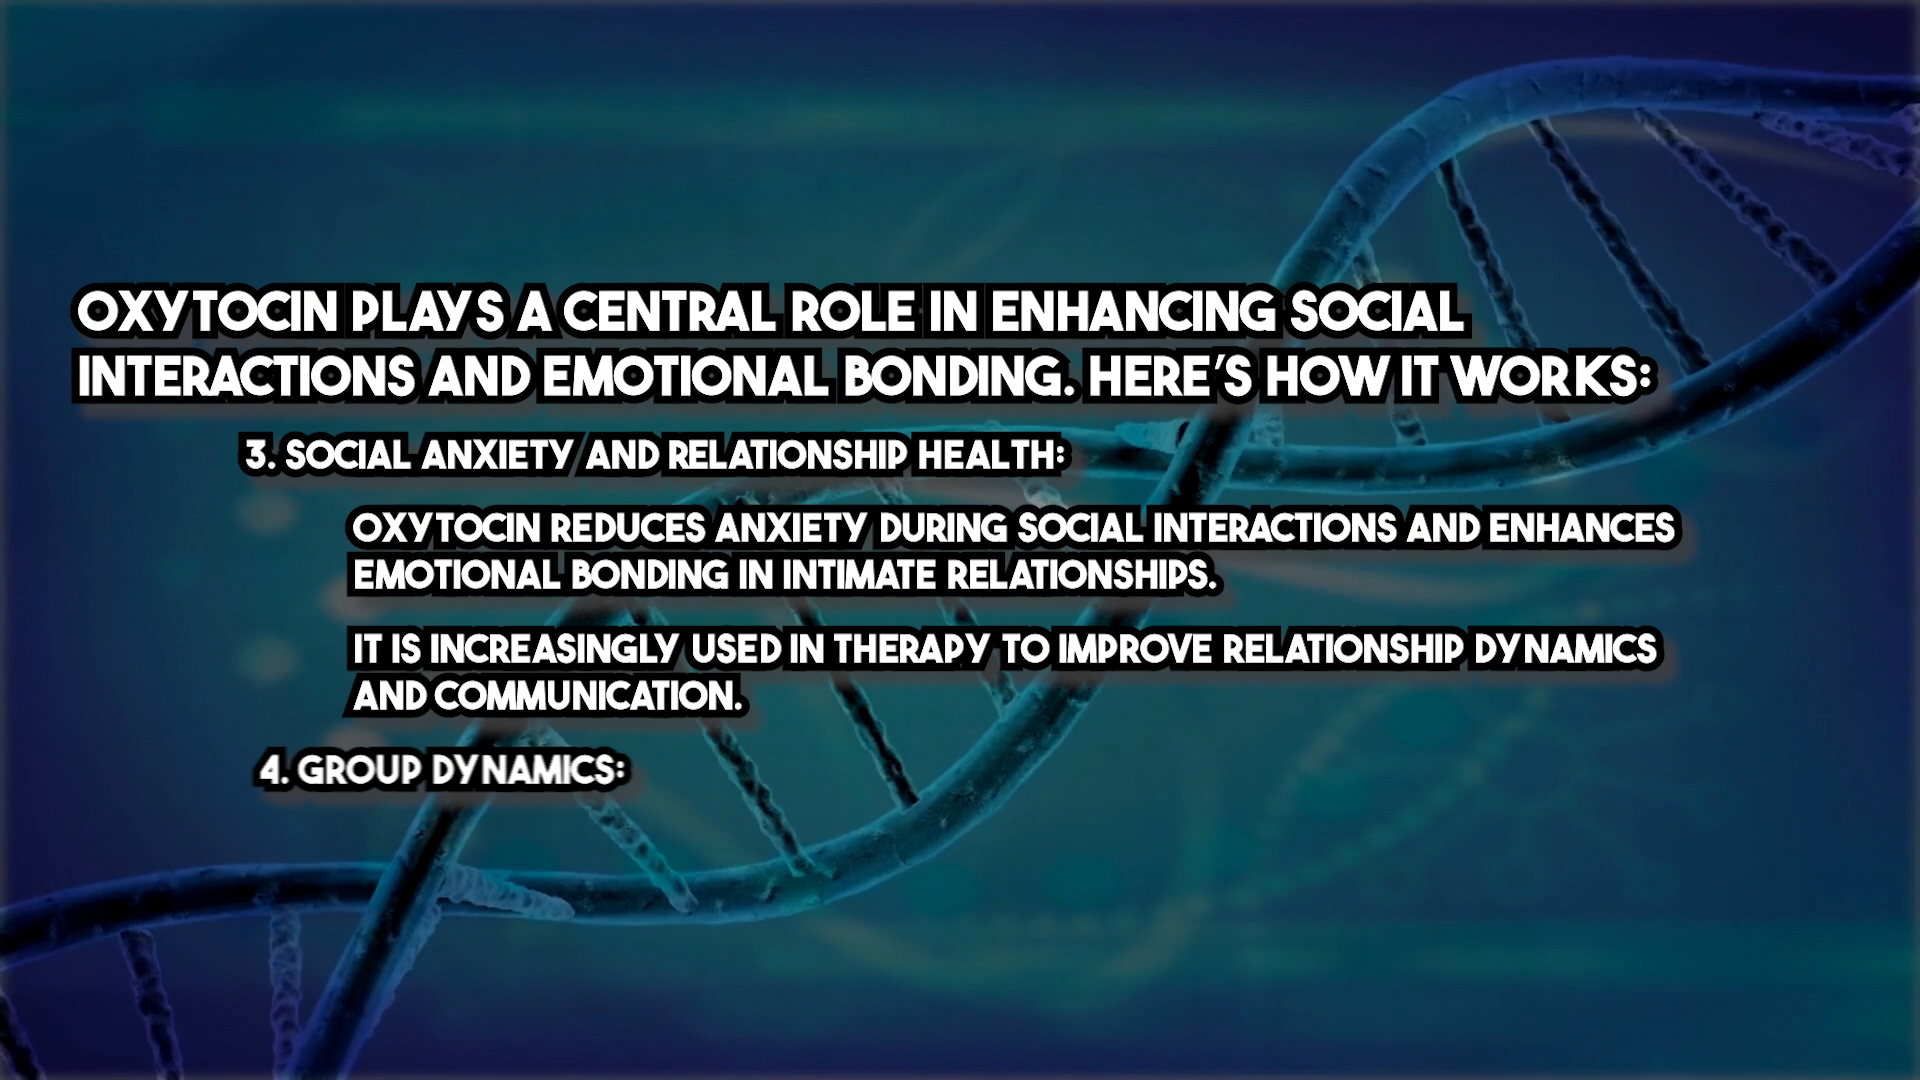 OXYTOCIN PLAYS A CENTRAL ROLE IN ENHANCING SOCIAL
INTERACTIONS AND EMOTIONAL BONDING. HERE'S HOW IT WORKS:
3. SOCIAL ANXIETY AND RELATIONSHIP HEALTH:
OXYTOCIN REDUCES ANXIETY DURING SOCIAL INTERACTIONS AND ENHANCES
EMOTIONAL BONDING IN INTIMATE RELATIONSHIPS.
IT IS INCREASINGLY USED IN THERAPY TO IMPROVE RELATIONSHIP DYNAMICS
AND COMMUNICATION.
4. GROUP DYNAMICS: